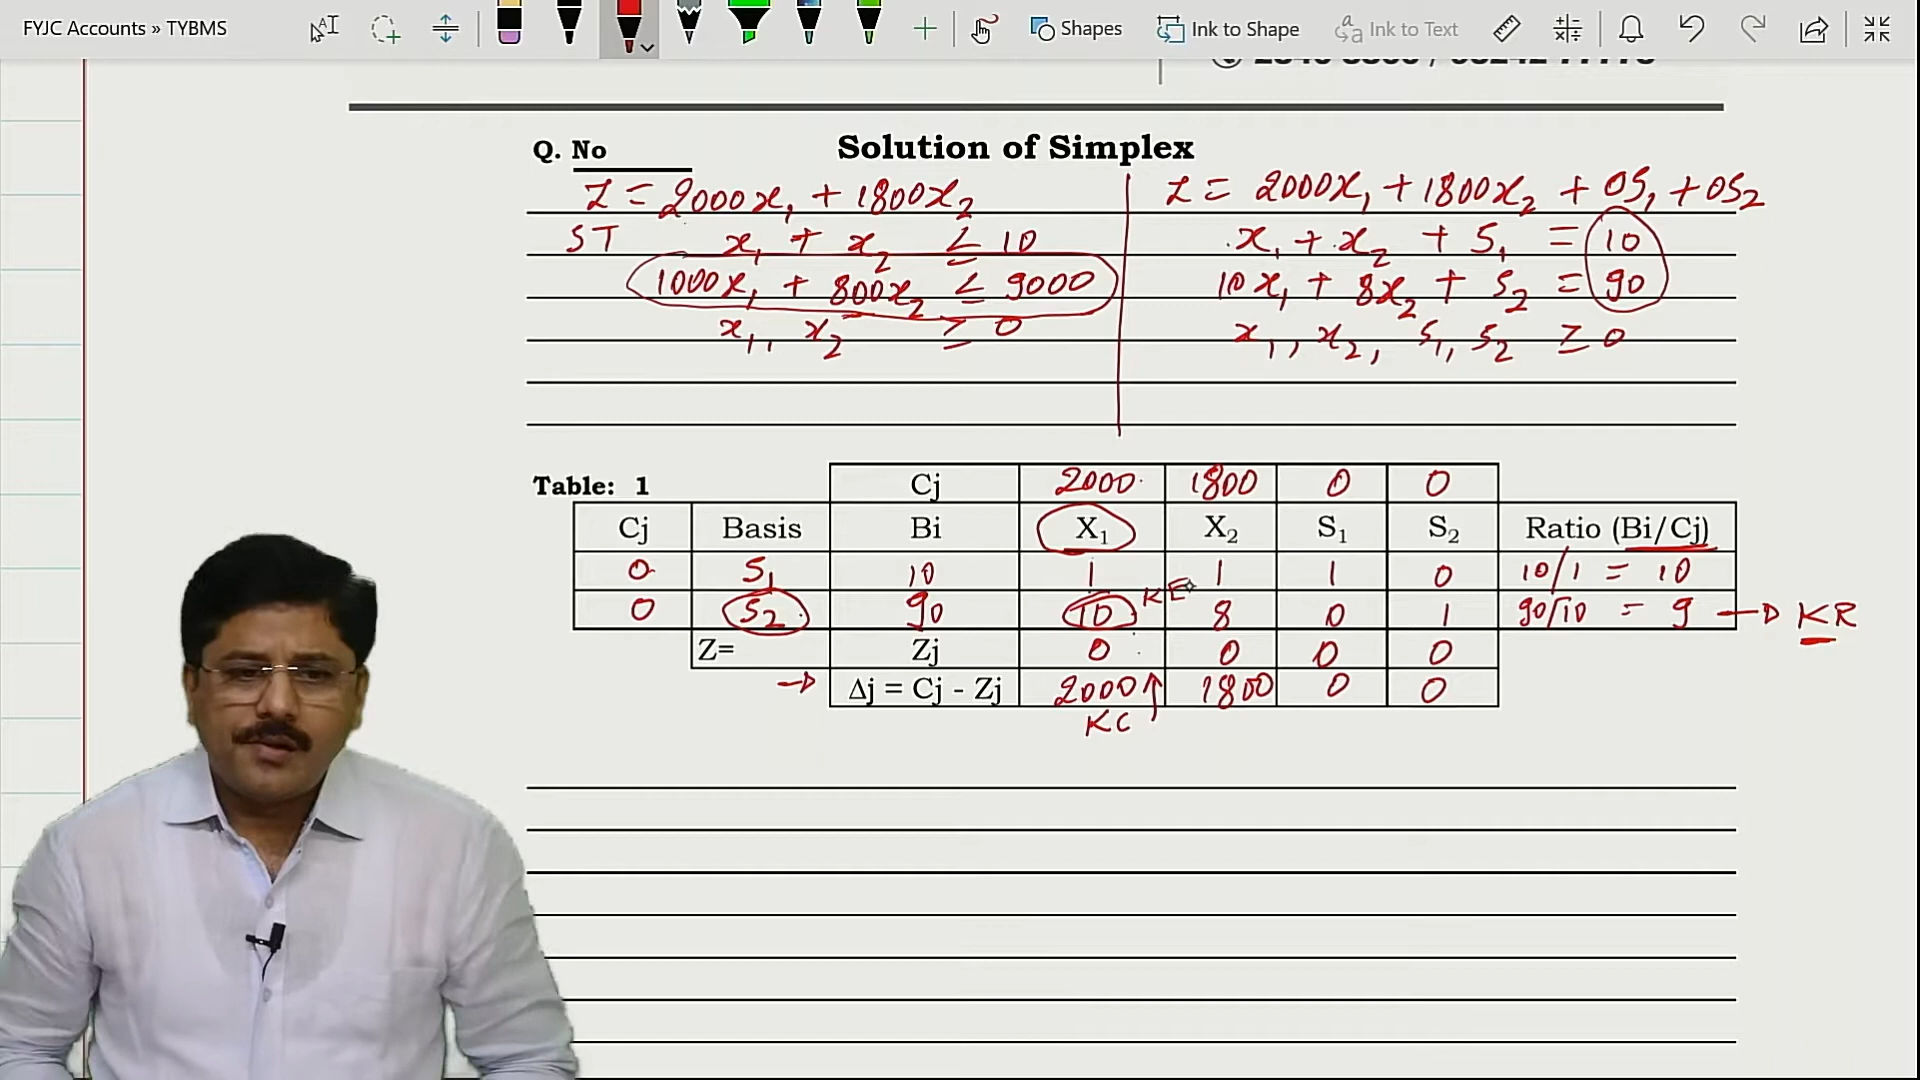 FYJC Accounts » TYBMS
Shapes
Ink to Shape
Ink to Text
Q. No
Solution of Simplex
Z = 2000x₁ + 1800x₂
ST x₁ + x₂ ≤ 10
1000x₁ + 800x₂ ≤ 9000
x₁, x₂ ≥ 0
Z = 2000x₁ + 1800x₂ + 0S₁ + 0S₂
x₁ + x₂ + S₁ = 10
10x₁ + 8x₂ + S₂ = 90
x₁, x₂, S₁, S₂ ≥ 0
Table: 1 Cj 2000 1800 0 0
Cj Basis Bi X₁ X₂ S₁ S₂ Ratio (Bi/Cj)
0 S₁ 10 1 1 1 0 10/1 = 10
0 S₂ 90 10 KE 8 0 1 90/10 = 9 → KR
Z= Zj 0 0 0 0
→ Δj = Cj - Zj 2000 ↑ 1800 0 0
KC